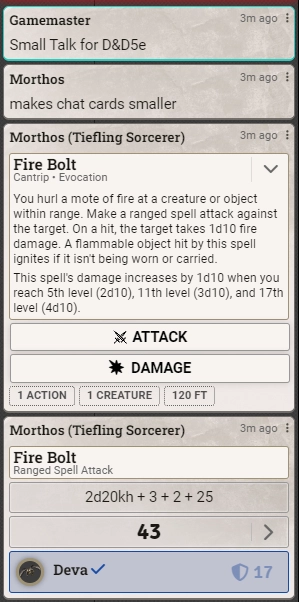 Gamemaster 3m ago
Small Talk for D&D5e
Morthos 3m ago
makes chat cards smaller
Morthos (Tiefling Sorcerer) 3m ago
Fire Bolt
Cantrip • Evocation
You hurl a mote of fire at a creature or object
within range. Make a ranged spell attack against
the target. On a hit, the target takes 1d10 fire
damage. A flammable object hit by this spell
ignites if it isn't being worn or carried.
This spell's damage increases by 1d10 when you
reach 5th level (2d10), 11th level (3d10), and 17th
level (4d10).
ATTACK
DAMAGE
1 ACTION 1 CREATURE 120 FT
Morthos (Tiefling Sorcerer) 3m ago
Fire Bolt
Ranged Spell Attack
2d20kh + 3 + 2 + 25
43
Deva 17